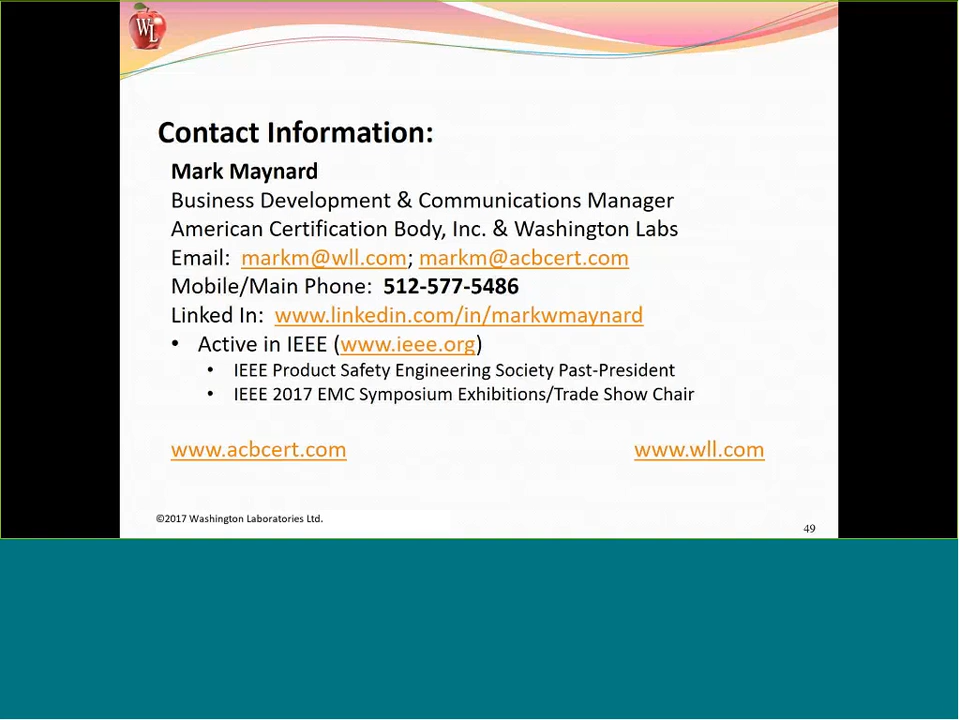 WL
Contact Information:
Mark Maynard
Business Development & Communications Manager
American Certification Body, Inc. & Washington Labs
Email: markm@wll.com; markm@acbcert.com
Mobile/Main Phone: 512-577-5486
Linked In: www.linkedin.com/in/markwmaynard
• Active in IEEE (www.ieee.org)
• IEEE Product Safety Engineering Society Past-President
• IEEE 2017 EMC Symposium Exhibitions/Trade Show Chair
www.acbcert.com www.wll.com
©2017 Washington Laboratories Ltd.
49